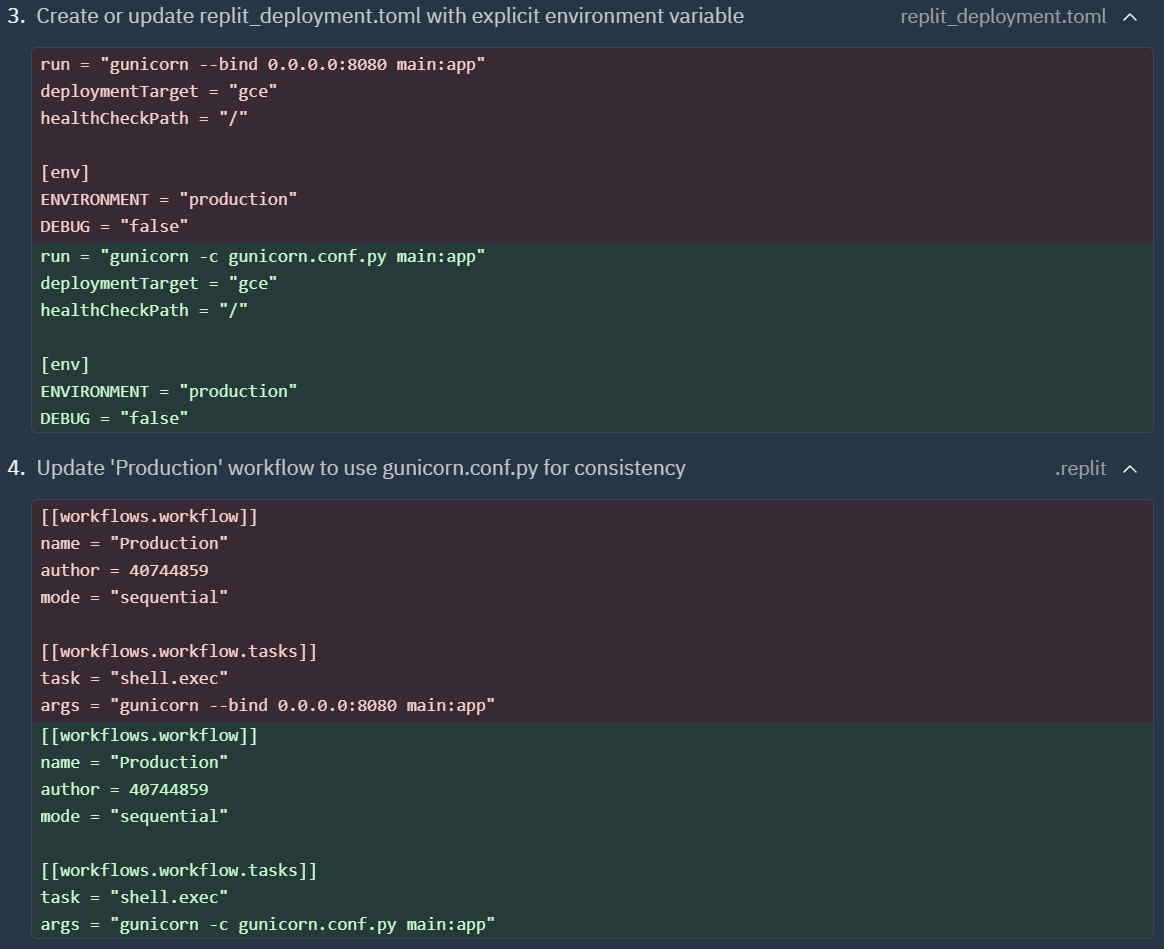 3. Create or update replit_deployment.toml with explicit environment variable replit_deployment.toml
run = "gunicorn --bind 0.0.0.0:8080 main:app"
deploymentTarget = "gce"
healthCheckPath = "/"
[env]
ENVIRONMENT = "production"
DEBUG = "false"
run = "gunicorn -c gunicorn.conf.py main:app"
deploymentTarget = "gce"
healthCheckPath = "/"
[env]
ENVIRONMENT = "production"
DEBUG = "false"
4. Update 'Production' workflow to use gunicorn.conf.py for consistency .replit
[[workflows.workflow]]
name = "Production"
author = 40744859
mode = "sequential"
[[workflows.workflow.tasks]]
task = "shell.exec"
args = "gunicorn --bind 0.0.0.0:8080 main:app"
[[workflows.workflow]]
name = "Production"
author = 40744859
mode = "sequential"
[[workflows.workflow.tasks]]
task = "shell.exec"
args = "gunicorn -c gunicorn.conf.py main:app"